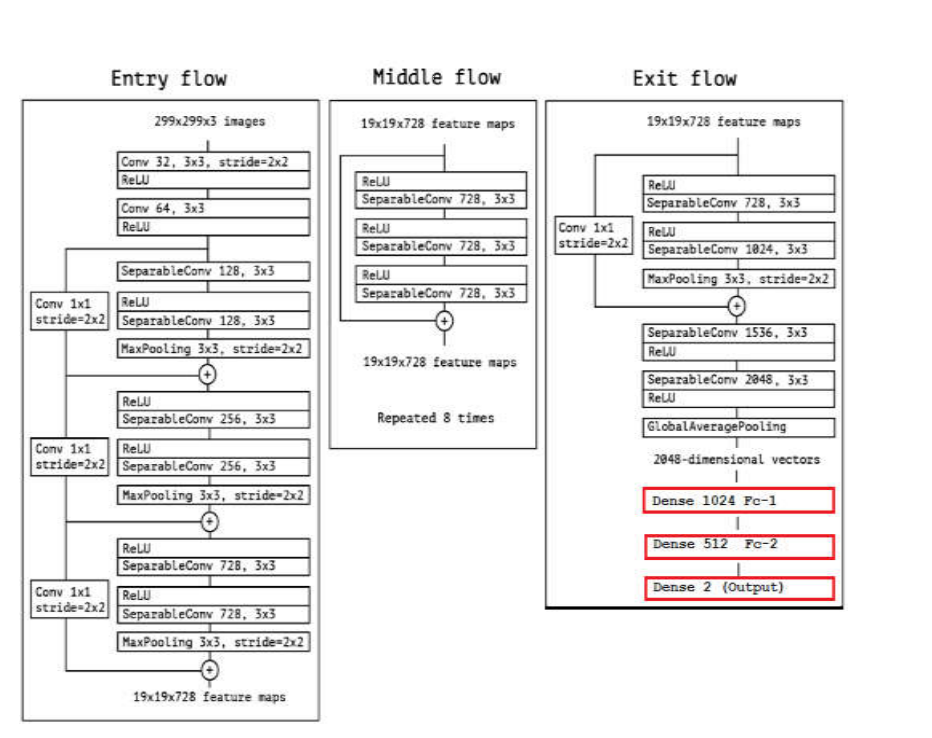 Entry flow
299x299x3 images
Conv 32, 3x3, stride=2x2
ReLU
Conv 64, 3x3
ReLU
SeparableConv 128, 3x3
Conv 1x1
stride=2x2
ReLU
SeparableConv 128, 3x3
MaxPooling 3x3, stride=2x2
+
ReLU
SeparableConv 256, 3x3
Conv 1x1
stride=2x2
ReLU
SeparableConv 256, 3x3
MaxPooling 3x3, stride=2x2
+
ReLU
SeparableConv 728, 3x3
Conv 1x1
stride=2x2
ReLU
SeparableConv 728, 3x3
MaxPooling 3x3, stride=2x2
+
19x19x728 feature maps
Middle flow
19x19x728 feature maps
ReLU
SeparableConv 728, 3x3
ReLU
SeparableConv 728, 3x3
ReLU
SeparableConv 728, 3x3
+
19x19x728 feature maps
Repeated 8 times
Exit flow
19x19x728 feature maps
ReLU
SeparableConv 728, 3x3
Conv 1x1
stride=2x2
ReLU
SeparableConv 1024, 3x3
MaxPooling 3x3, stride=2x2
+
SeparableConv 1536, 3x3
ReLU
SeparableConv 2048, 3x3
ReLU
GlobalAveragePooling
2048-dimensional vectors
Dense 1024 Fc-1
Dense 512 Fc-2
Dense 2 (Output)